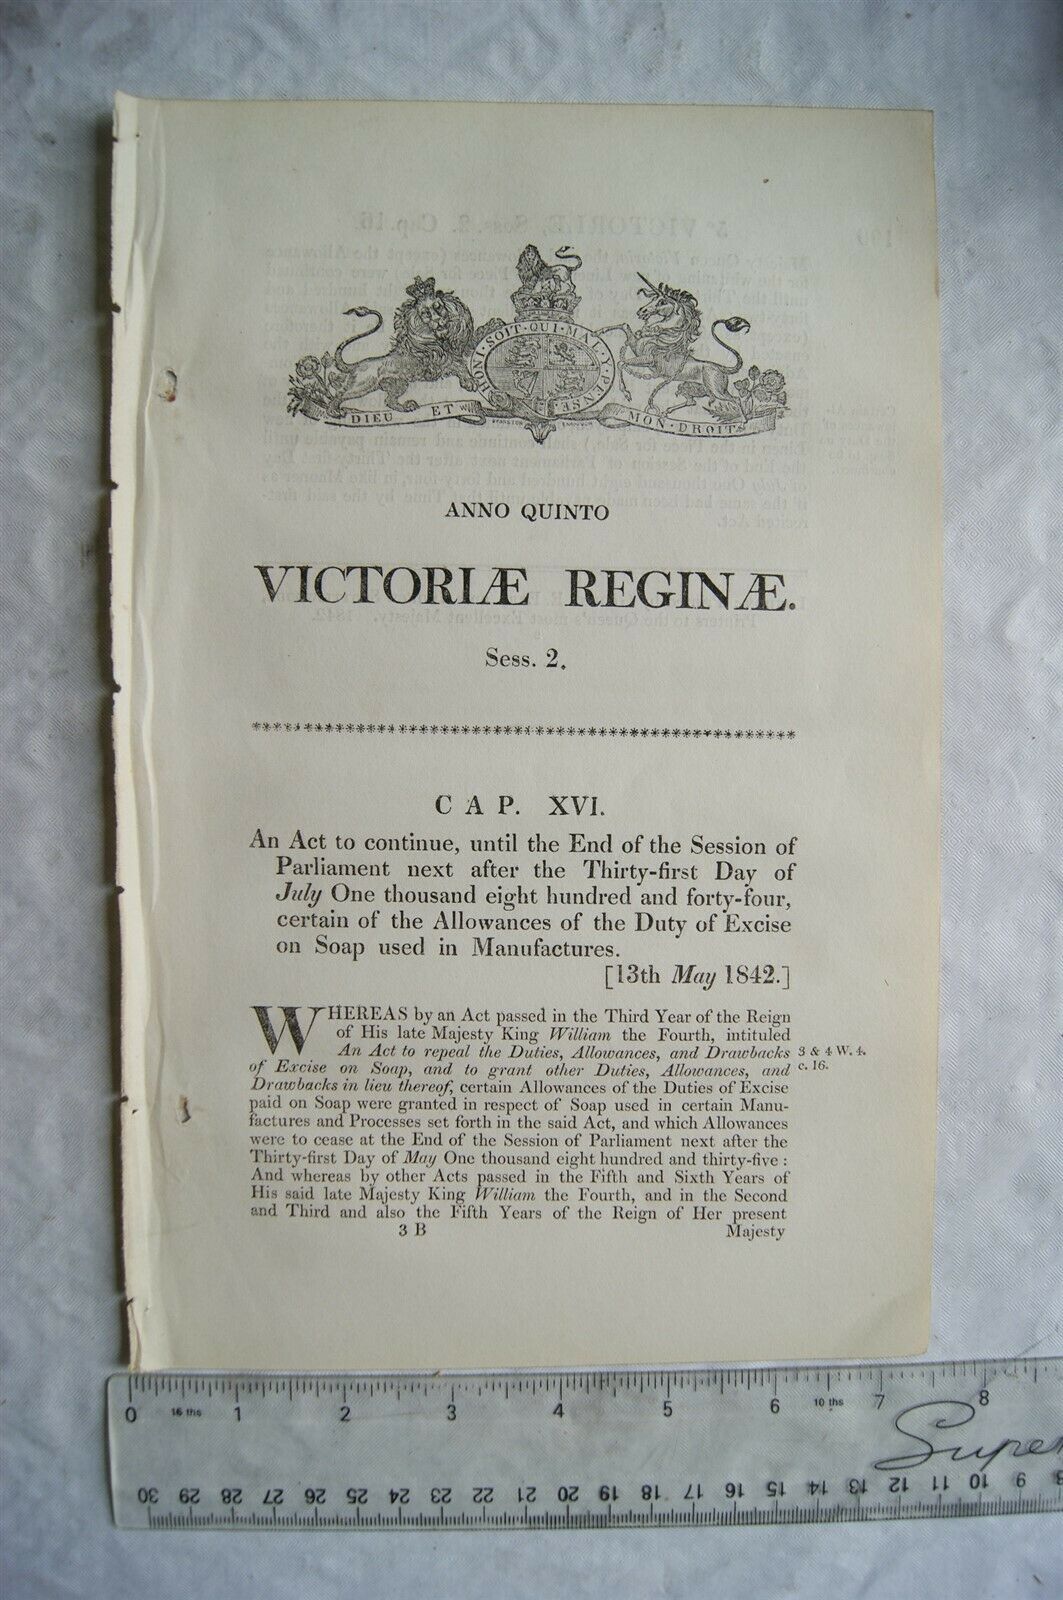 HONI · SOIT · QUI · MAL · Y · PENSE
DIEU ET MON · DROIT
ANNO QUINTO
VICTORIÆ REGINÆ.
Sess. 2.
CAP. XVI.
An Act to continue, until the End of the Session of
Parliament next after the Thirty-first Day of
July One thousand eight hundred and forty-four,
certain of the Allowances of the Duty of Excise
on Soap used in Manufactures.
[13th May 1842.]
WHEREAS by an Act passed in the Third Year of the Reign
of His late Majesty King William the Fourth, intituled
An Act to repeal the Duties, Allowances, and Drawbacks
of Excise on Soap, and to grant other Duties, Allowances, and
Drawbacks in lieu thereof, certain Allowances of the Duties of Excise
paid on Soap were granted in respect of Soap used in certain Manu-
factures and Processes set forth in the said Act, and which Allowances
were to cease at the End of the Session of Parliament next after the
Thirty-first Day of May One thousand eight hundred and thirty-five :
And whereas by other Acts passed in the Fifth and Sixth Years of
His said late Majesty King William the Fourth, and in the Second
and Third and also the Fifth Years of the Reign of Her present
3 B Majesty
3 & 4 W. 4.
c. 16.
0 16 ths 1 2 3 4 5 6 10 ths 7 8
Super
30 29 28 27 26 25 24 23 22 21 20 19 18 17 16 15 14 13 12 11 10 9 8